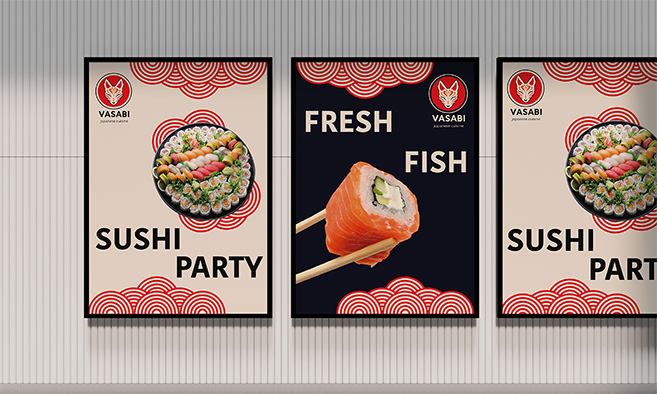 VASABI
japanese cuisine
SUSHI
PARTY
FRESH
VASABI
japanese cuisine
FISH
VASABI
japanese cuisine
SUSHI
PART